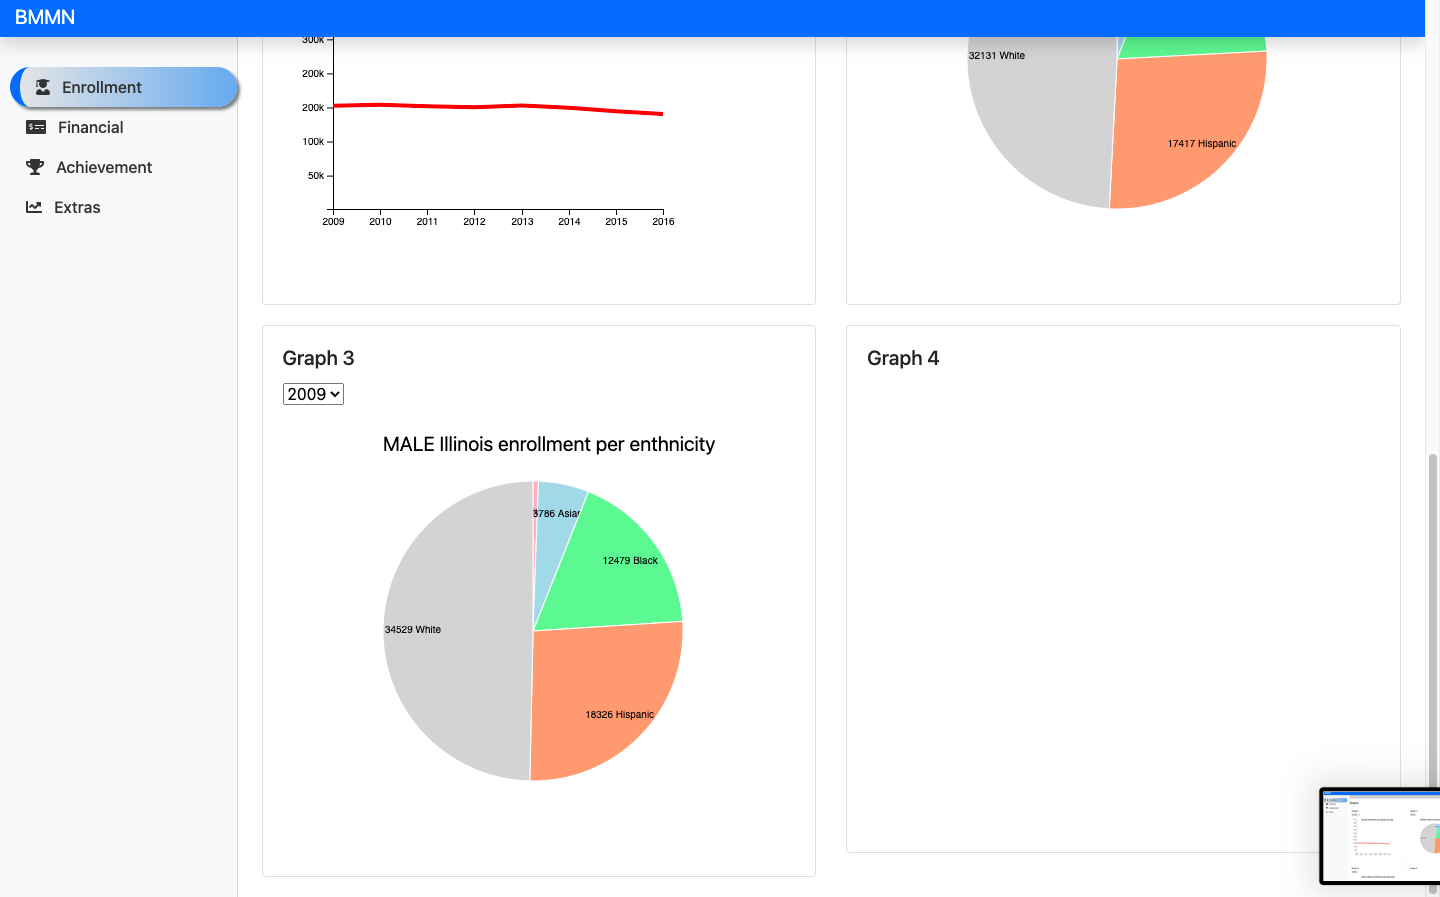 BMMN
Enrollment
Financial
Achievement
Extras
300k
200k
200k
100k
50k
2009 2010 2011 2012 2013 2014 2015 2016
32131 White
17417 Hispanic
Graph 3
2009
MALE Illinois enrollment per enthnicity
3786 Asian
12479 Black
34529 White
18326 Hispanic
Graph 4